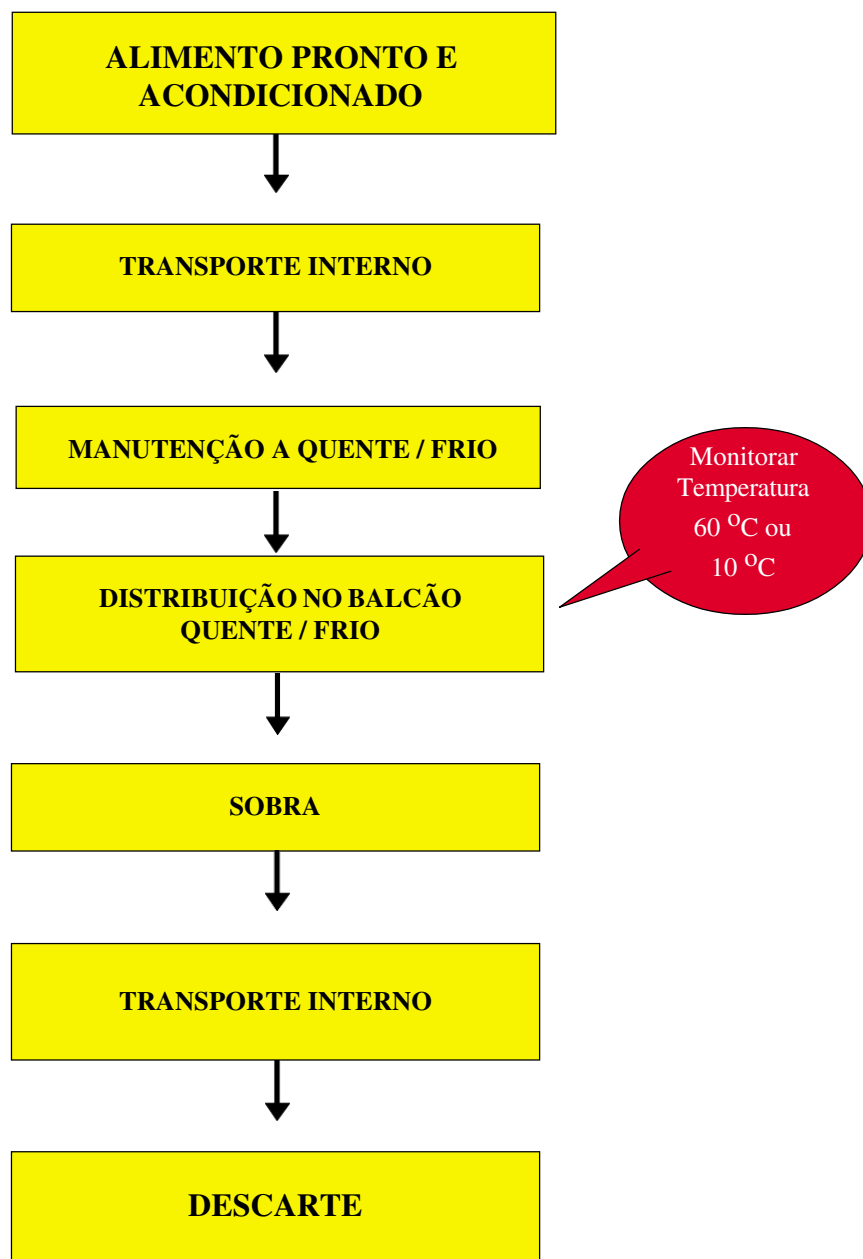 ALIMENTO PRONTO E
ACONDICIONADO
TRANSPORTE INTERNO
MANUTENÇÃO A QUENTE / FRIO
Monitorar
Temperatura
60 ºC ou
10 ºC
DISTRIBUIÇÃO NO BALCÃO
QUENTE / FRIO
SOBRA
TRANSPORTE INTERNO
DESCARTE